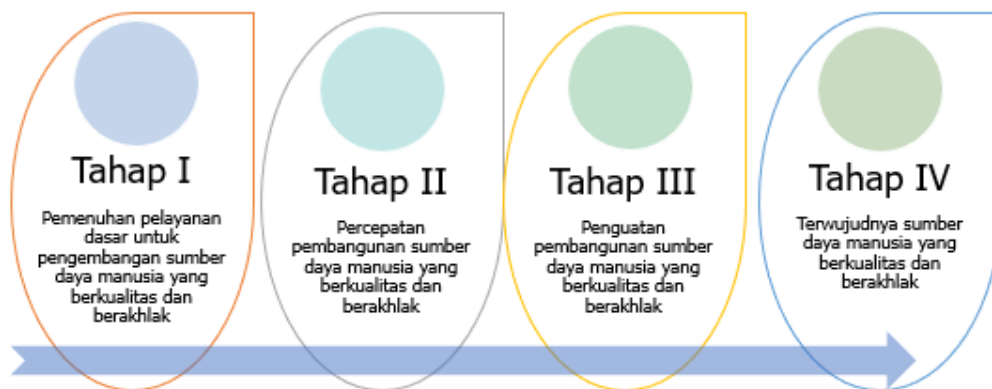 Tahap I
Pemenuhan pelayanan
dasar untuk
pengembangan sumber
daya manusia yang
berkualitas dan
berakhlak
Tahap II
Percepatan
pembangunan sumber
daya manusia yang
berkualitas dan
berakhlak
Tahap III
Penguatan
pembangunan sumber
daya manusia yang
berkualitas dan
berakhlak
Tahap IV
Terwujudnya sumber
daya manusia yang
berkualitas dan
berakhlak